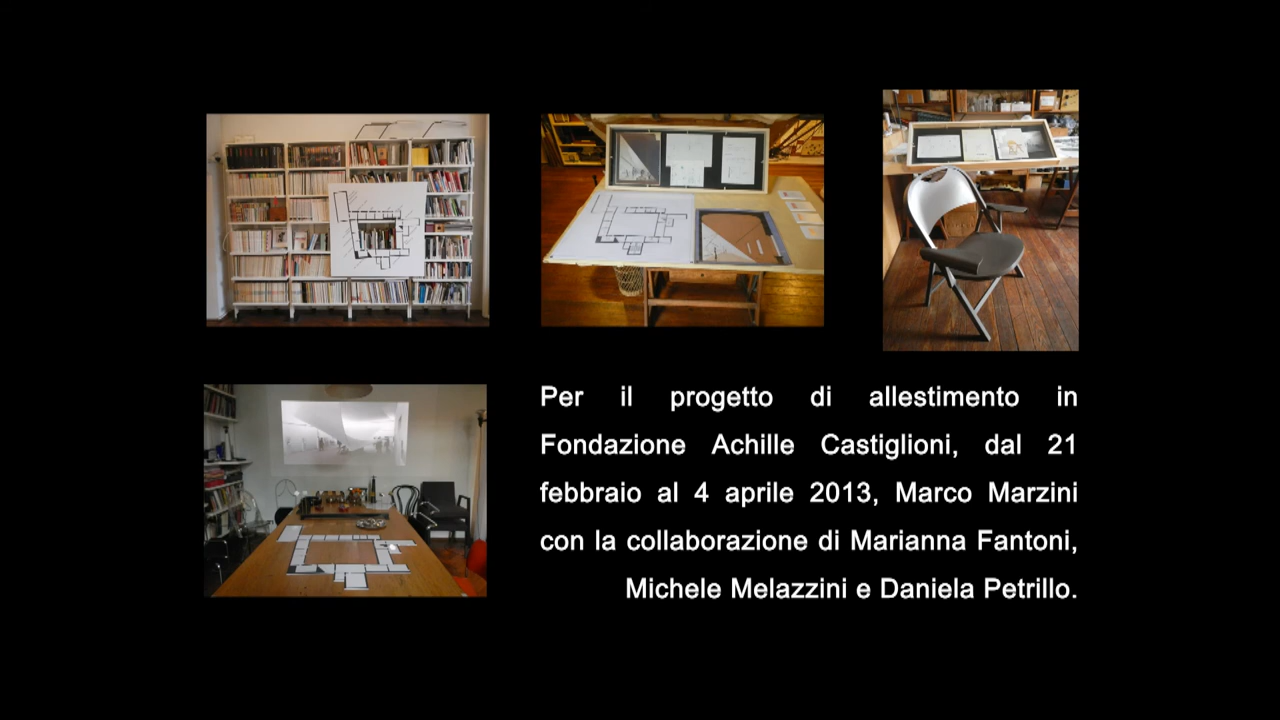 Per il progetto di allestimento in
Fondazione Achille Castiglioni, dal 21
febbraio al 4 aprile 2013, Marco Marzini
con la collaborazione di Marianna Fantoni,
Michele Melazzini e Daniela Petrillo.